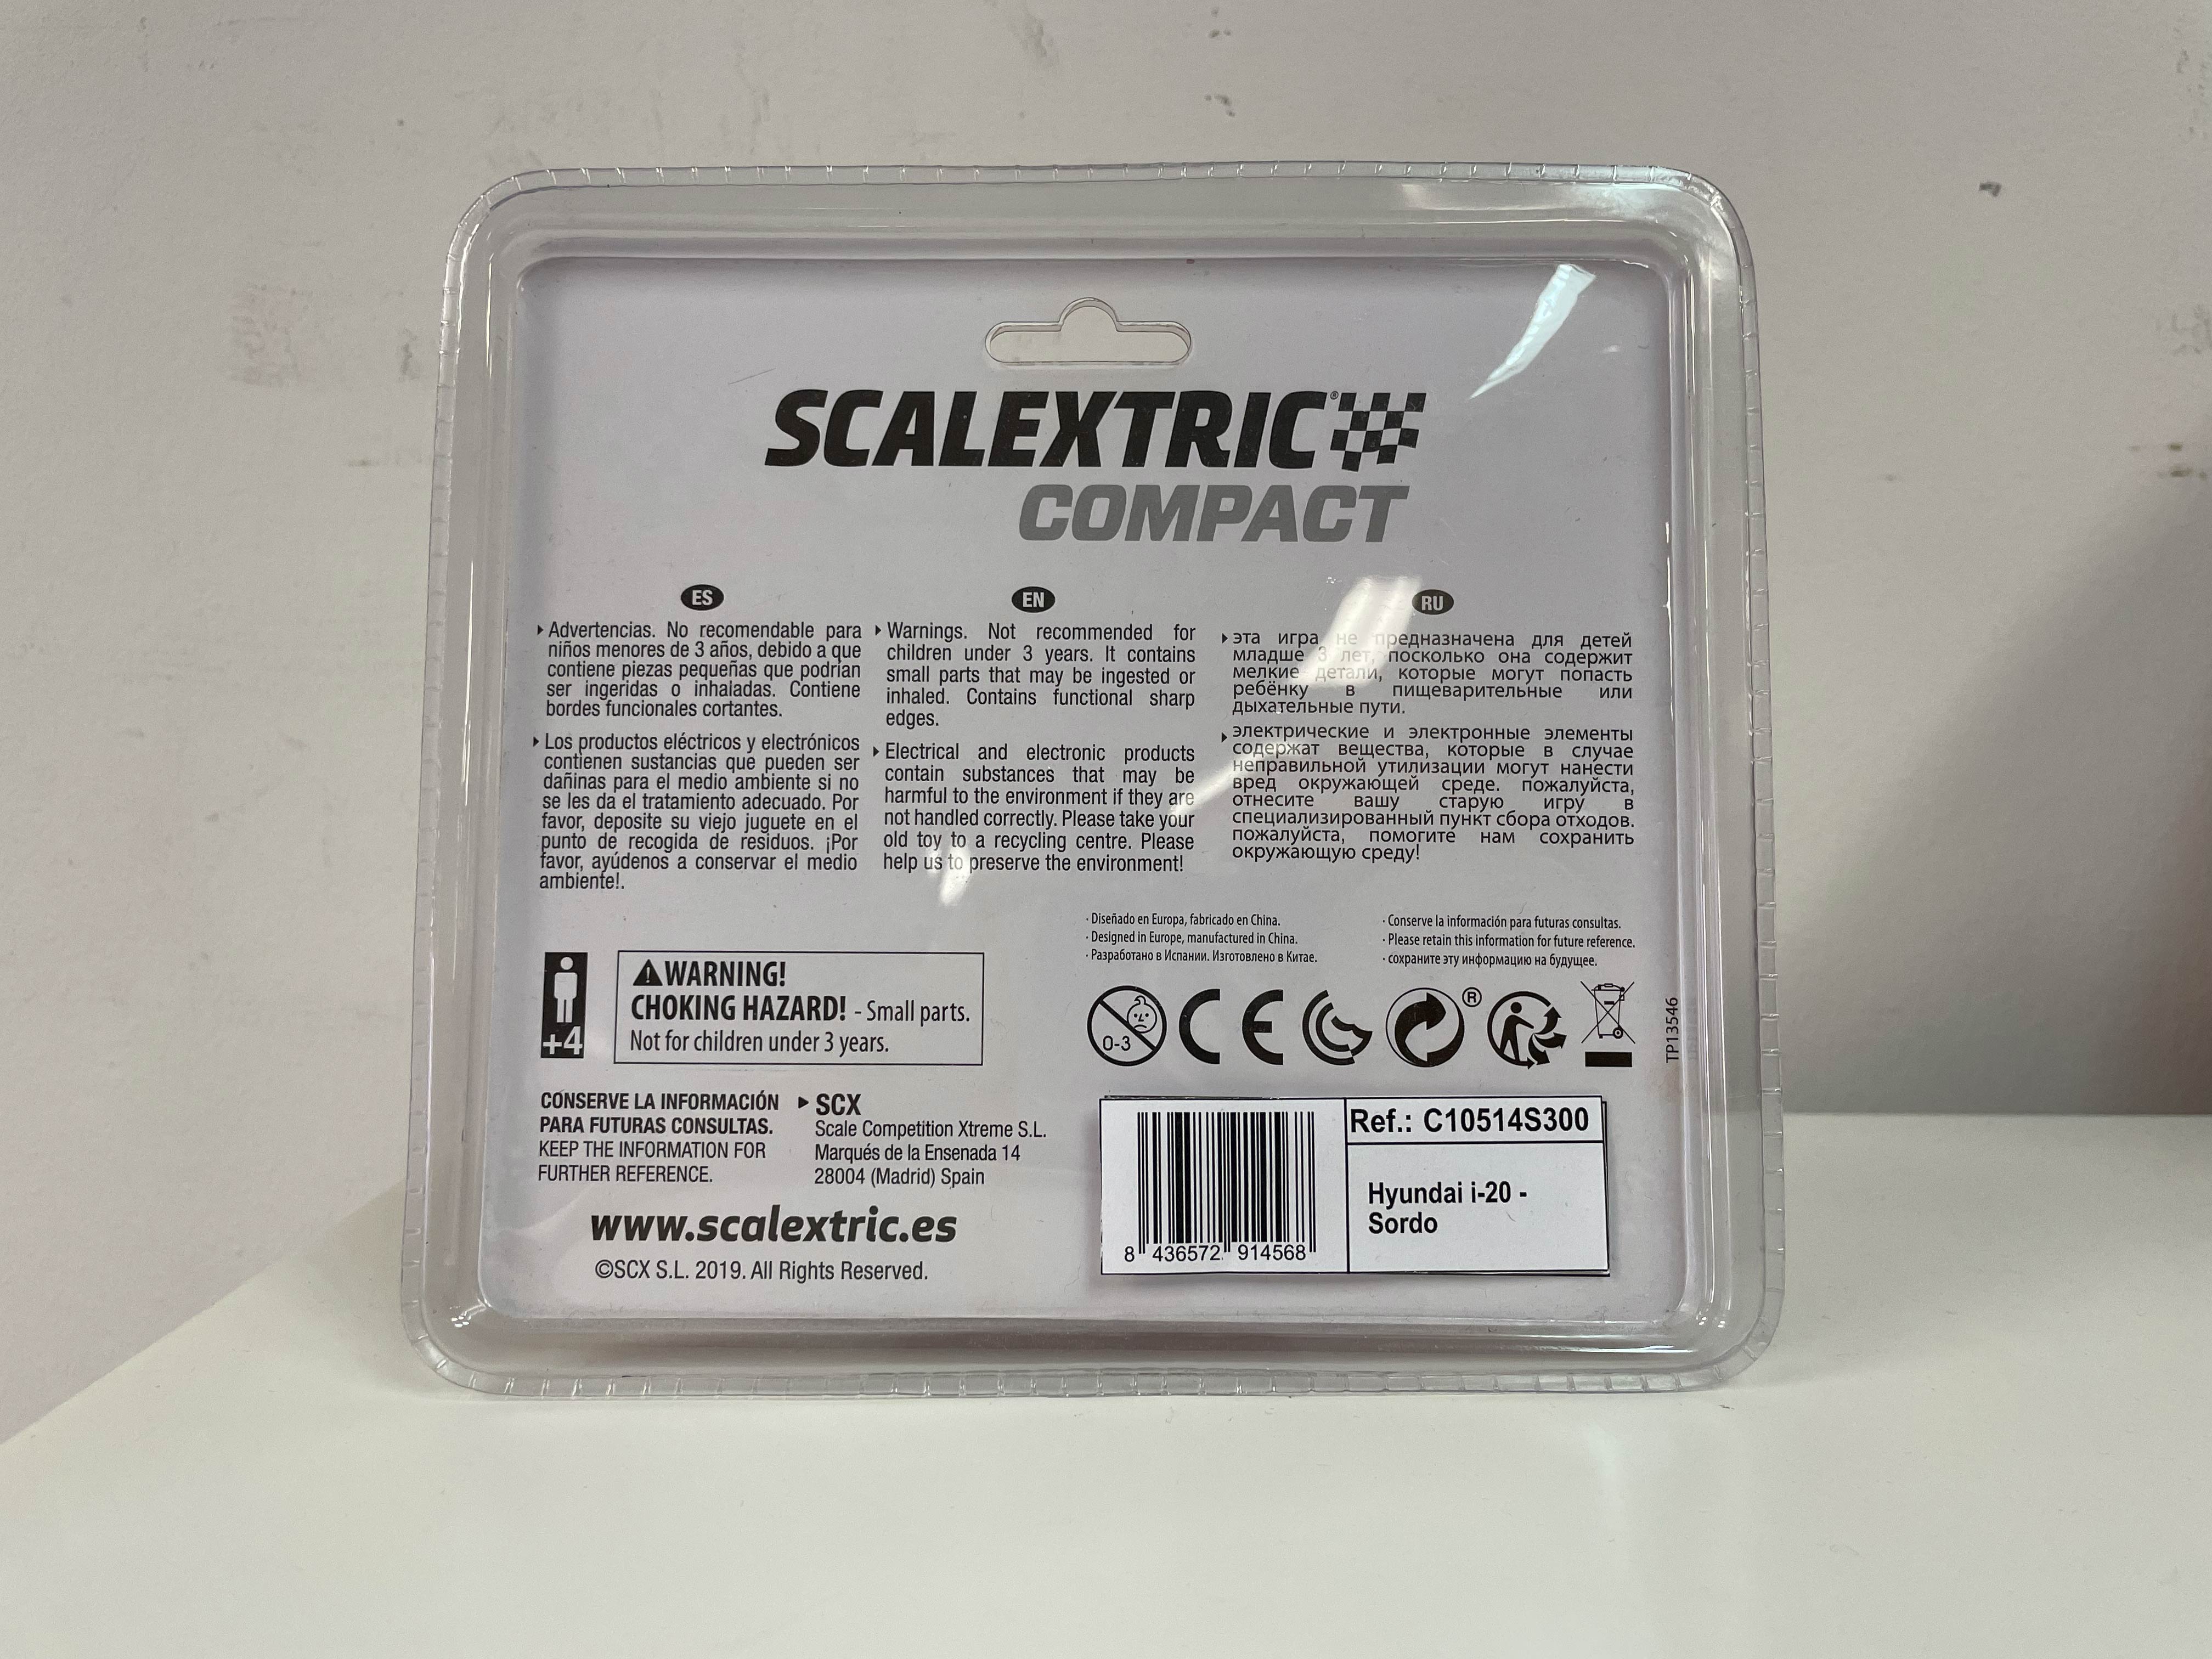 SCALEXTRIC®
COMPACT
ES
Advertencias. No recomendable para
niños menores de 3 años, debido a que
contiene piezas pequeñas que podrían
ser ingeridas o inhaladas. Contiene
bordes funcionales cortantes.
Los productos eléctricos y electrónicos
contienen sustancias que pueden ser
dañinas para el medio ambiente si no
se les da el tratamiento adecuado. Por
favor, deposite su viejo juguete en el
punto de recogida de residuos. ¡Por
favor, ayúdenos a conservar el medio
ambiente!.
EN
Warnings. Not recommended for
children under 3 years. It contains
small parts that may be ingested or
inhaled. Contains functional sharp
edges.
Electrical and electronic products
contain substances that may be
harmful to the environment if they are
not handled correctly. Please take your
old toy to a recycling centre. Please
help us to preserve the environment!
RU
эта игра не предназначена для детей
младше 3 лет, посколько она содержит
мелкие детали, которые могут попасть
ребёнку в пищеварительные или
дыхательные пути.
электрические и электронные элементы
содержат вещества, которые в случае
неправильной утилизации могут нанести
вред окружающей среде. пожалуйста,
отнесите вашу старую игру в
специализированный пункт сбора отходов.
пожалуйста, помогите нам сохранить
окружающую среду!
· Diseñado en Europa, fabricado en China.
· Designed in Europe, manufactured in China.
· Разработано в Испании. Изготовлено в Китае.
· Conserve la información para futuras consultas.
· Please retain this information for future reference.
· сохраните эту информацию на будущее.
+4
WARNING!
CHOKING HAZARD! - Small parts.
Not for children under 3 years.
0-3
CE
®
TP13546
CONSERVE LA INFORMACIÓN
PARA FUTURAS CONSULTAS.
KEEP THE INFORMATION FOR
FURTHER REFERENCE.
SCX
Scale Competition Xtreme S.L.
Marqués de la Ensenada 14
28004 (Madrid) Spain
www.scalextric.es
©SCX S.L. 2019. All Rights Reserved.
8 436572 914568
Ref.: C10514S300
Hyundai i-20 -
Sordo